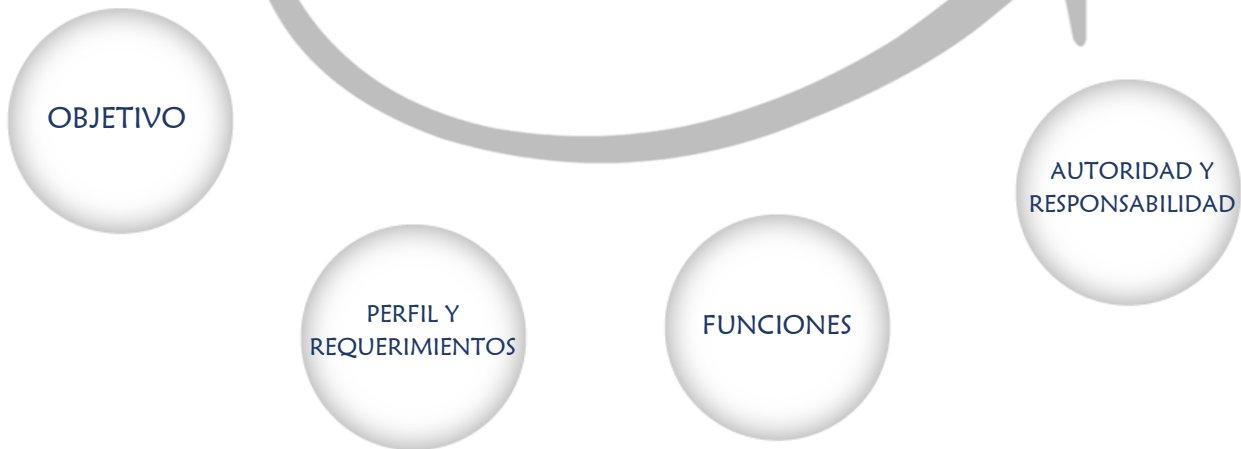 OBJETIVO
PERFIL Y
REQUERIMIENTOS
FUNCIONES
AUTORIDAD Y
RESPONSABILIDAD